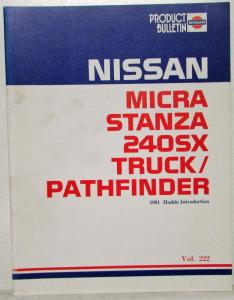 PRODUCT
BULLETIN
NISSAN
NISSAN
MICRA
STANZA
240SX
TRUCK/
PATHFINDER
1991 Models Introduction
Vol. 222